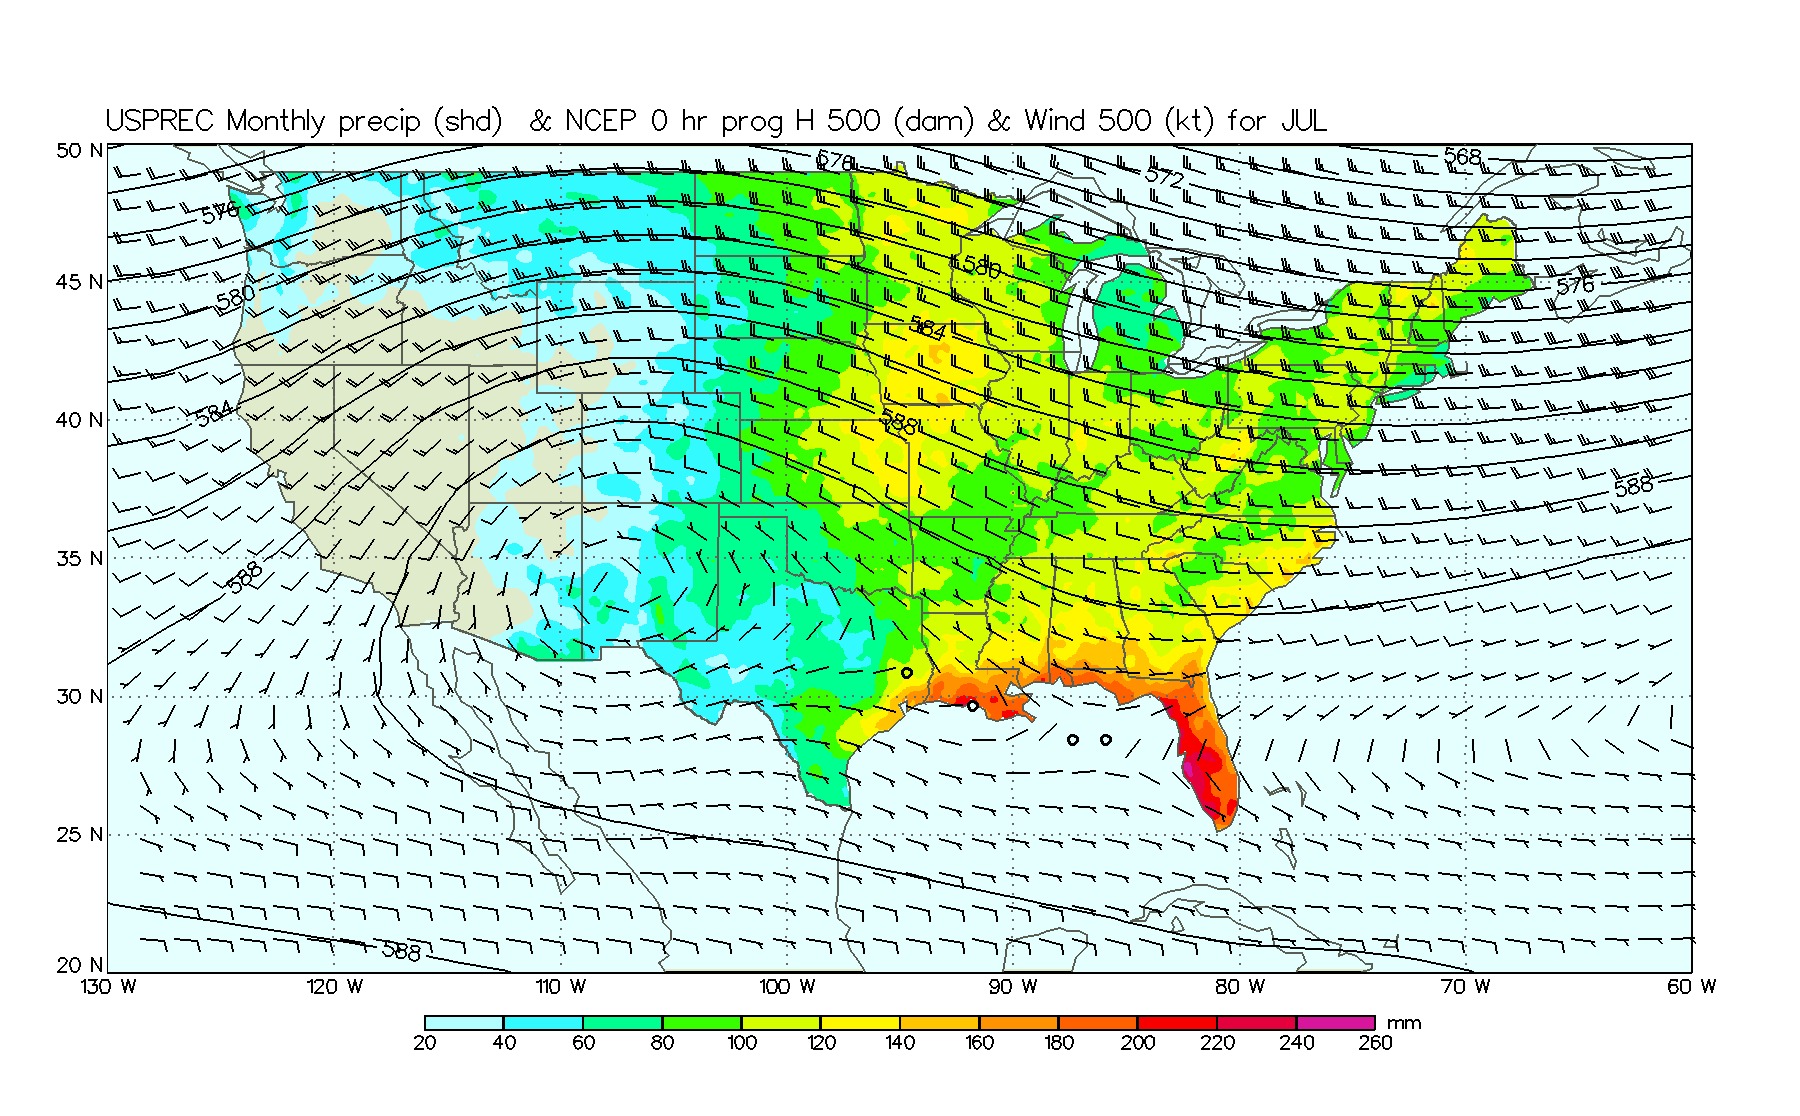 USPREC Monthly precip (shd)  & NCEP 0 hr prog H 500 (dam) & Wind 500 (kt) for JUL
50 N
576
568
572
576
580
45 N
580
576
584
584
40 N
588
588
35 N
588
30 N
25 N
588
20 N
130 W 120 W 110 W 100 W 90 W 80 W 70 W 60 W
mm
20 40 60 80 100 120 140 160 180 200 220 240 260